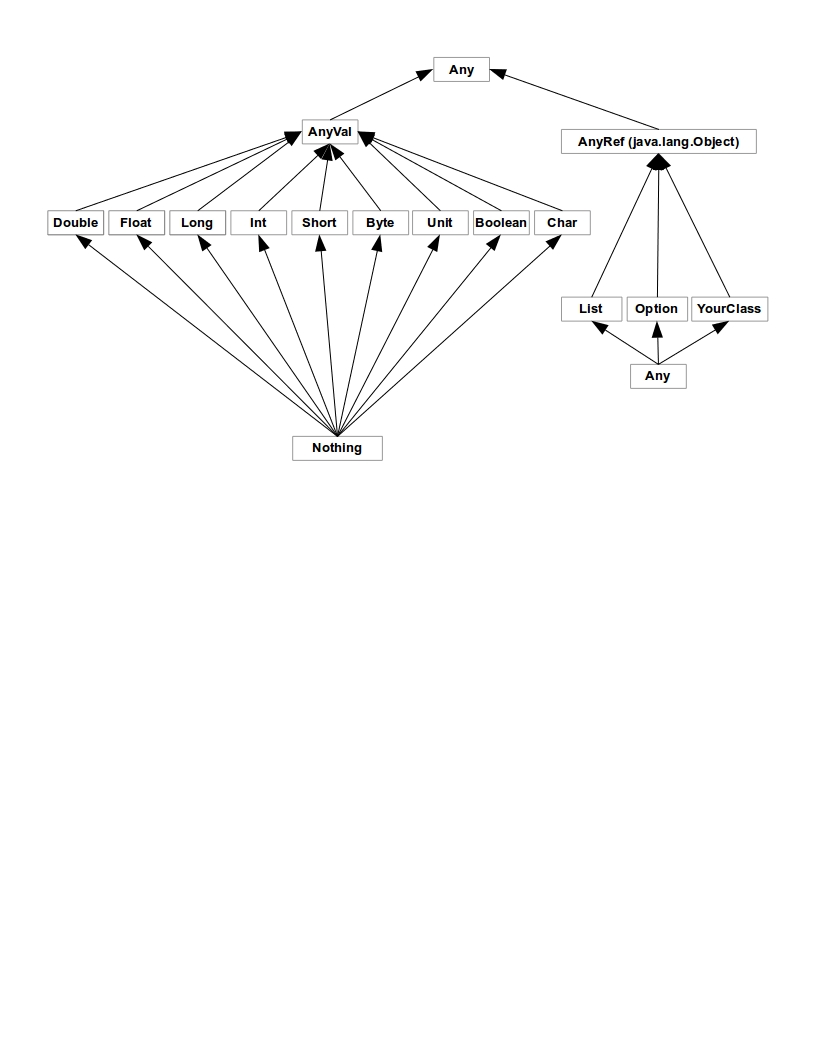 Any
AnyVal
AnyRef (java.lang.Object)
Double Float Long Int Short Byte Unit Boolean Char
List Option YourClass
Any
Nothing